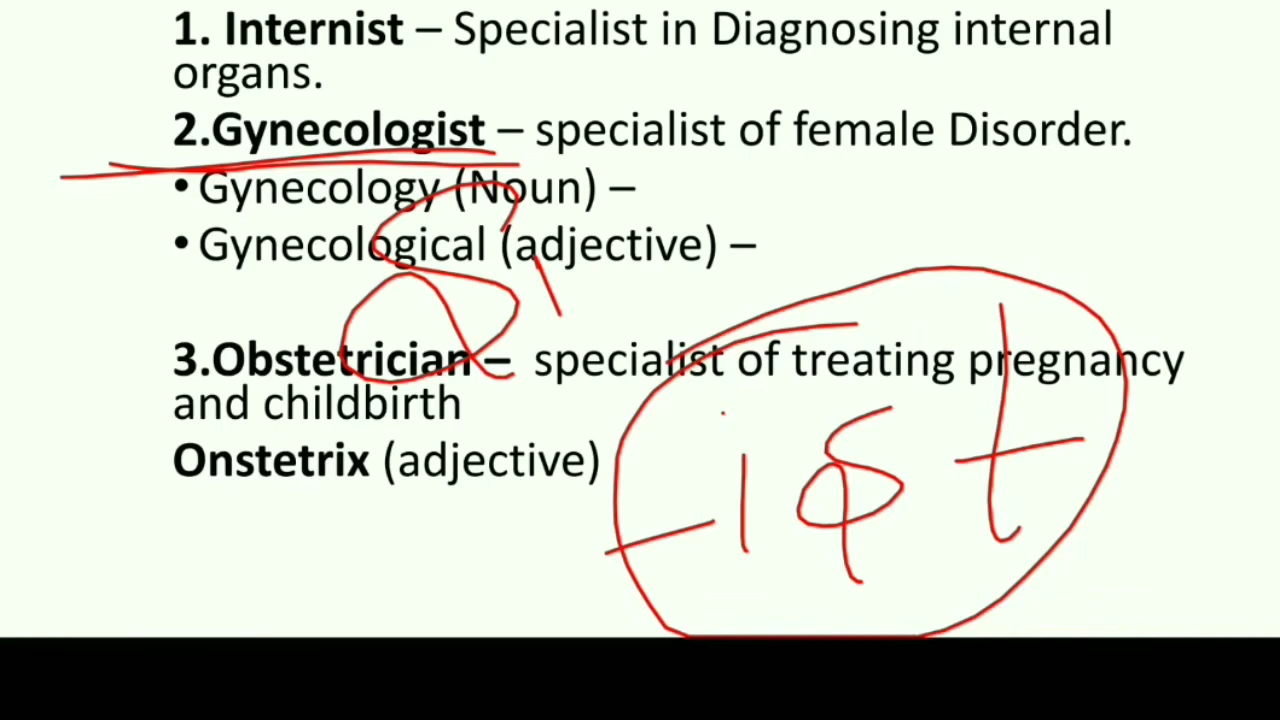 1. Internist – Specialist in Diagnosing internal
organs.
2.Gynecologist – specialist of female Disorder.
• Gynecology (Noun) –
• Gynecological (adjective) –
3.Obstetrician – specialist of treating pregnancy
and childbirth
Onstetrix (adjective)
– ist